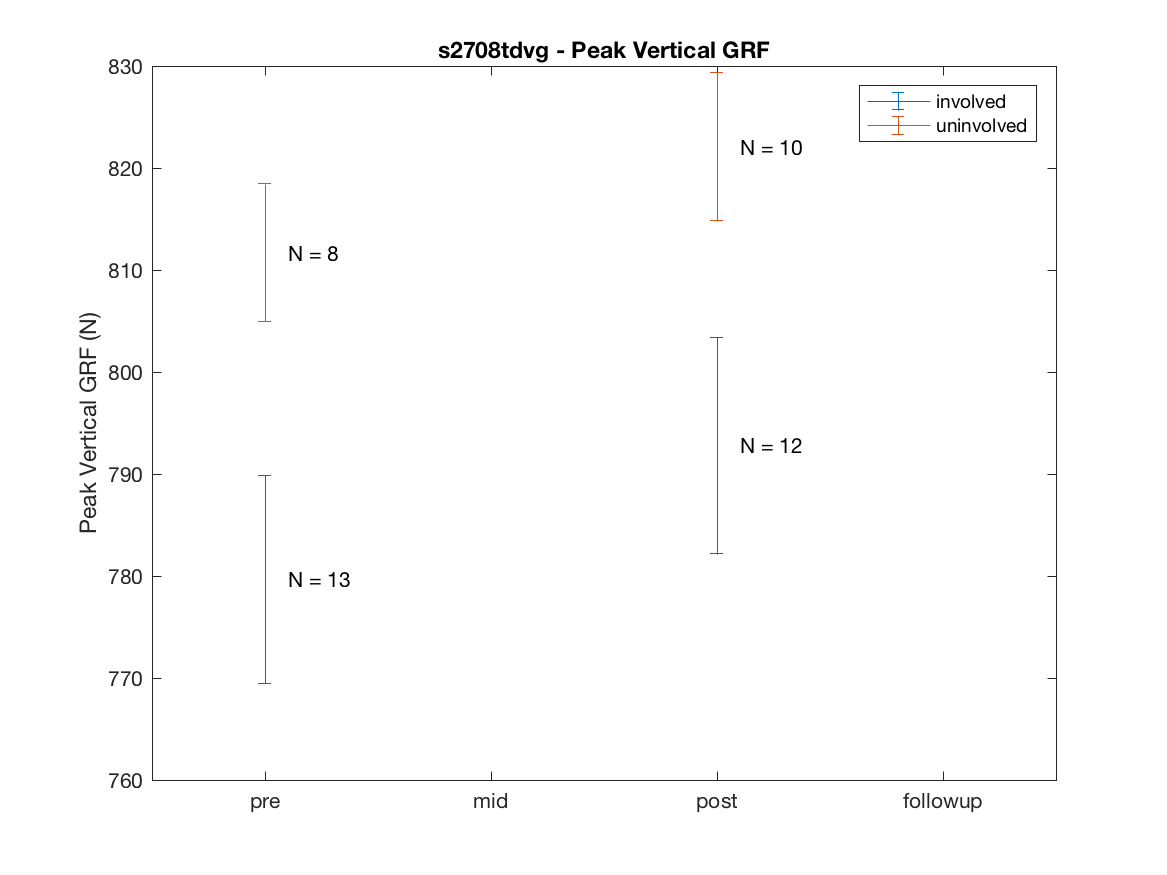 s2708tdvg - Peak Vertical GRF
830
820
810
800
790
780
770
760
Peak Vertical GRF (N)
involved
uninvolved
N = 10
N = 8
N = 12
N = 13
pre
mid
post
followup